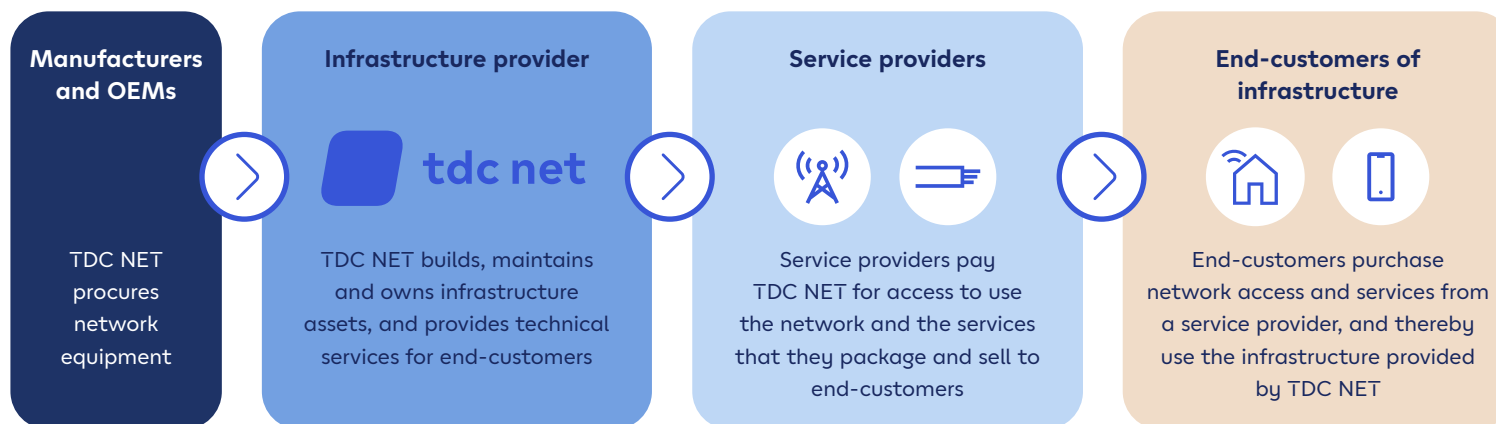 Manufacturers
and OEMs
TDC NET
procures
network
equipment
Infrastructure provider
tdc net
TDC NET builds, maintains
and owns infrastructure
assets, and provides technical
services for end-customers
Service providers
Service providers pay
TDC NET for access to use
the network and the services
that they package and sell to
end-customers
End-customers of
infrastructure
End-customers purchase
network access and services from
a service provider, and thereby
use the infrastructure provided
by TDC NET